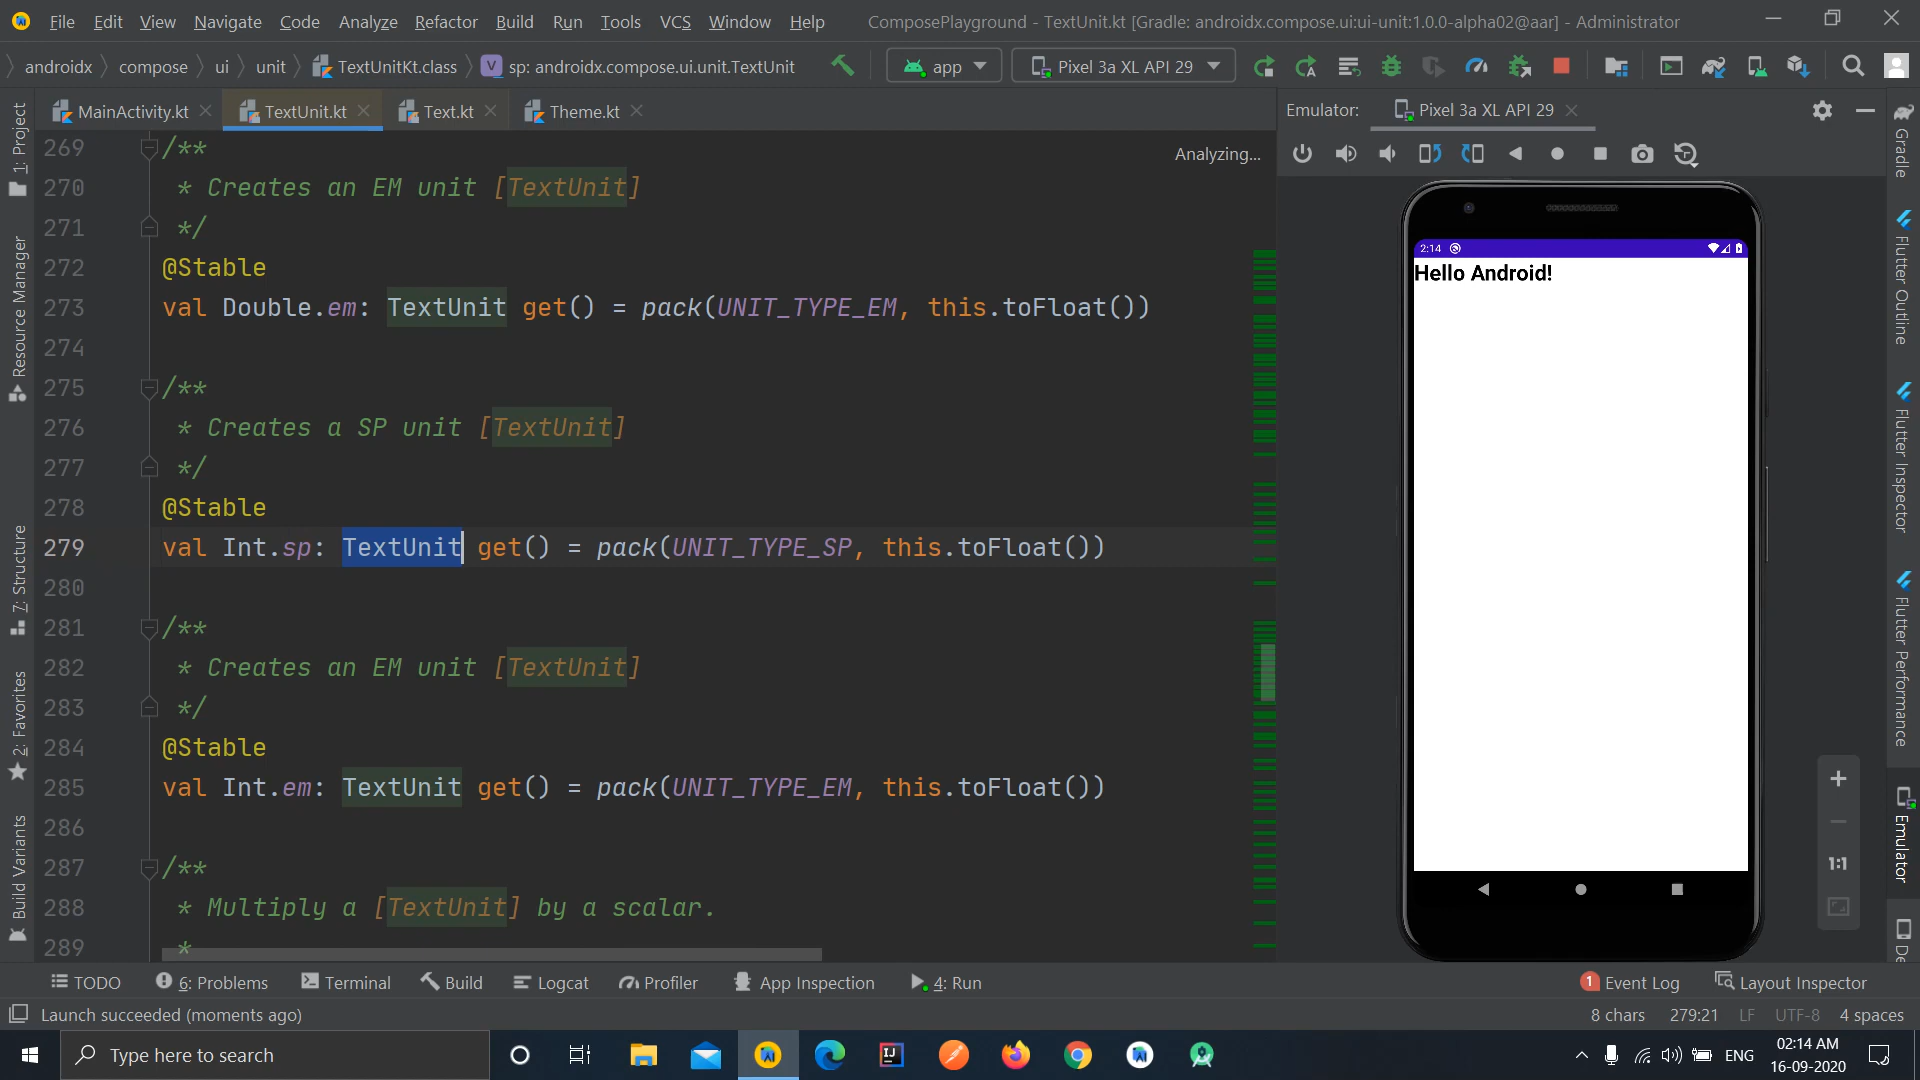 File Edit View Navigate Code Analyze Refactor Build Run Tools VCS Window Help ComposePlayground - TextUnit.kt [Gradle: androidx.compose.ui:ui-unit:1.0.0-alpha02@aar] - Administrator
androidx compose ui unit TextUnitKt.class V sp: androidx.compose.ui.unit.TextUnit app Pixel 3a XL API 29
MainActivity.kt TextUnit.kt Text.kt Theme.kt Emulator: Pixel 3a XL API 29
Analyzing...
269 /**
270 * Creates an EM unit [TextUnit]
271 */
272 @Stable
273 val Double.em: TextUnit get() = pack(UNIT_TYPE_EM, this.toFloat())
274
275 /**
276 * Creates a SP unit [TextUnit]
277 */
278 @Stable
279 val Int.sp: TextUnit get() = pack(UNIT_TYPE_SP, this.toFloat())
280
281 /**
282 * Creates an EM unit [TextUnit]
283 */
284 @Stable
285 val Int.em: TextUnit get() = pack(UNIT_TYPE_EM, this.toFloat())
286
287 /**
288 * Multiply a [TextUnit] by a scalar.
289 *
1: Project
Resource Manager
7: Structure
2: Favorites
Build Variants
2:14
Hello Android!
1:1
Gradle
Flutter Outline
Flutter Inspector
Flutter Performance
Emulator
De
TODO 6: Problems Terminal Build Logcat Profiler App Inspection 4: Run 1 Event Log Layout Inspector
Launch succeeded (moments ago) 8 chars 279:21 LF UTF-8 4 spaces
Type here to search ENG 02:14 AM
16-09-2020